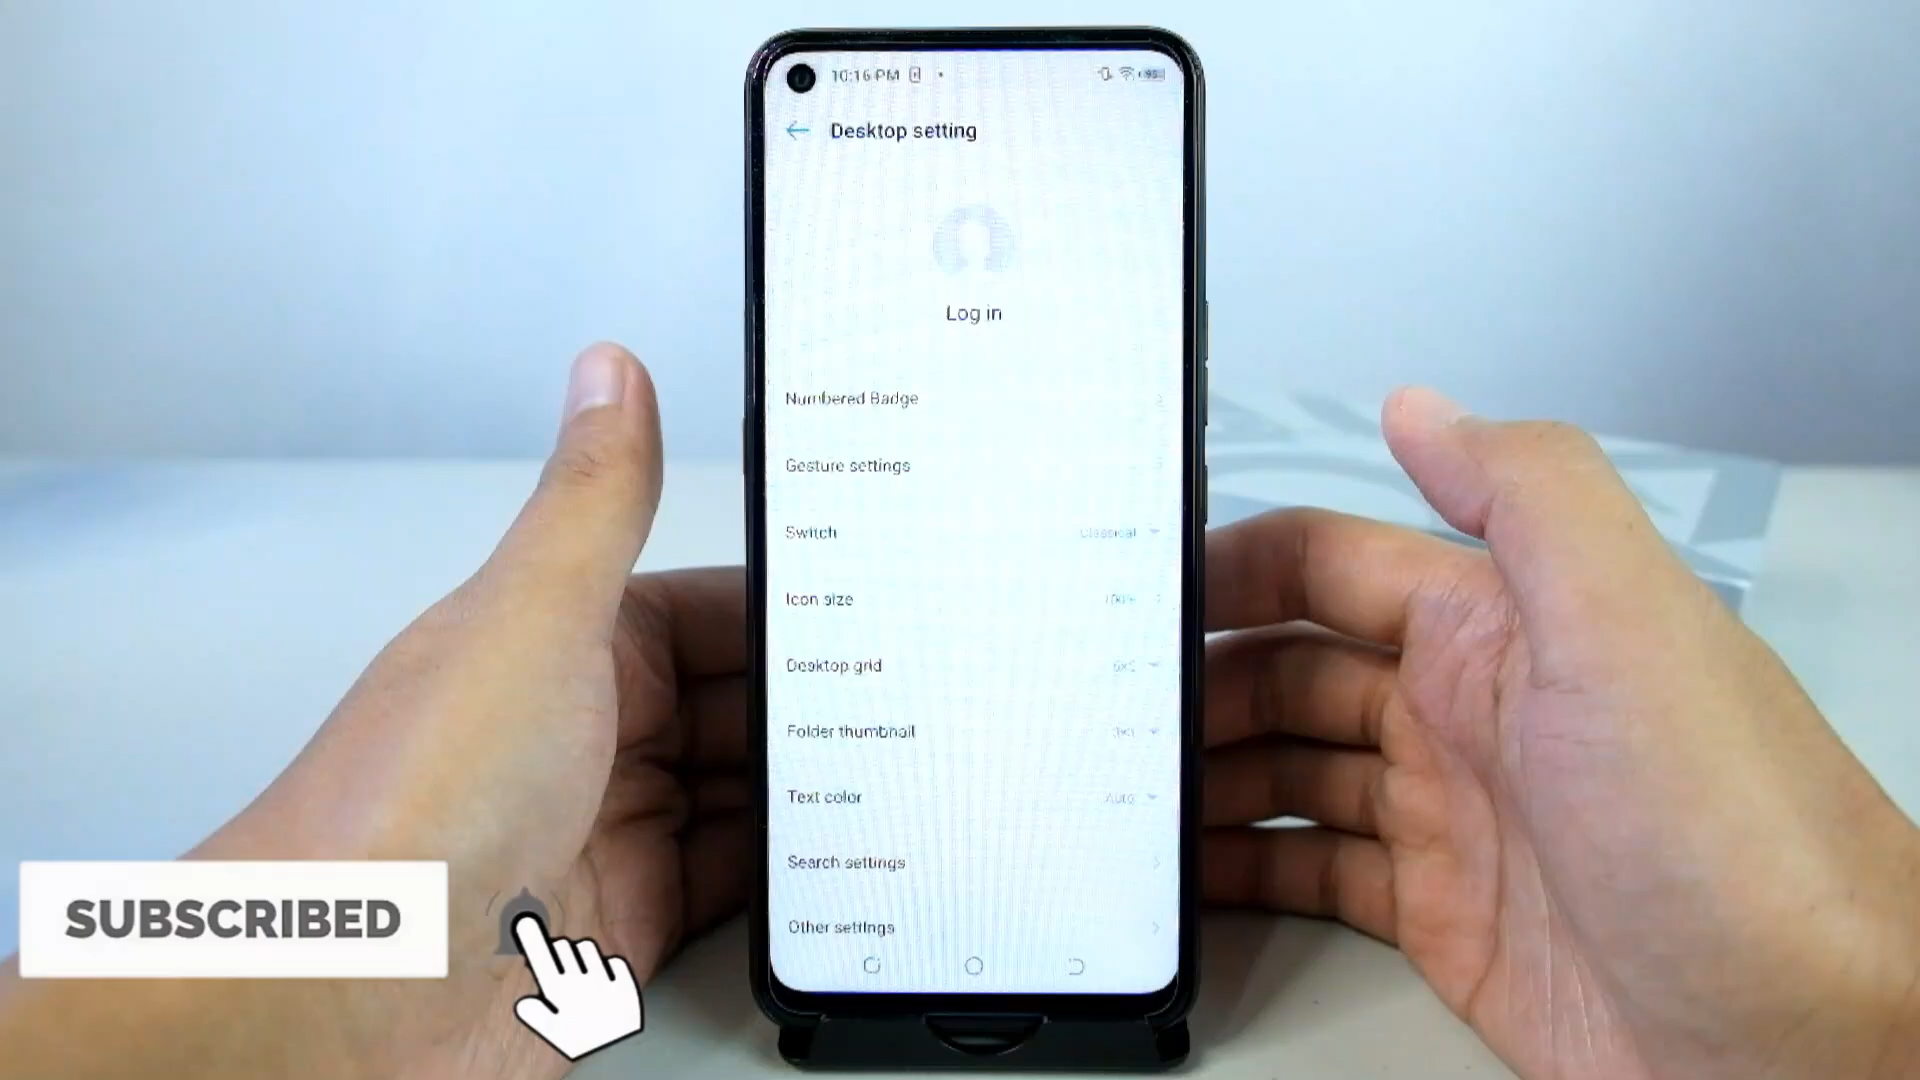 10:16 PM
Desktop setting
Log in
Numbered Badge
Gesture settings
Switch
Classical
Icon size
100%
Desktop grid
Folder thumbnail
Text color
Auto
Search settings
Other settings
SUBSCRIBED